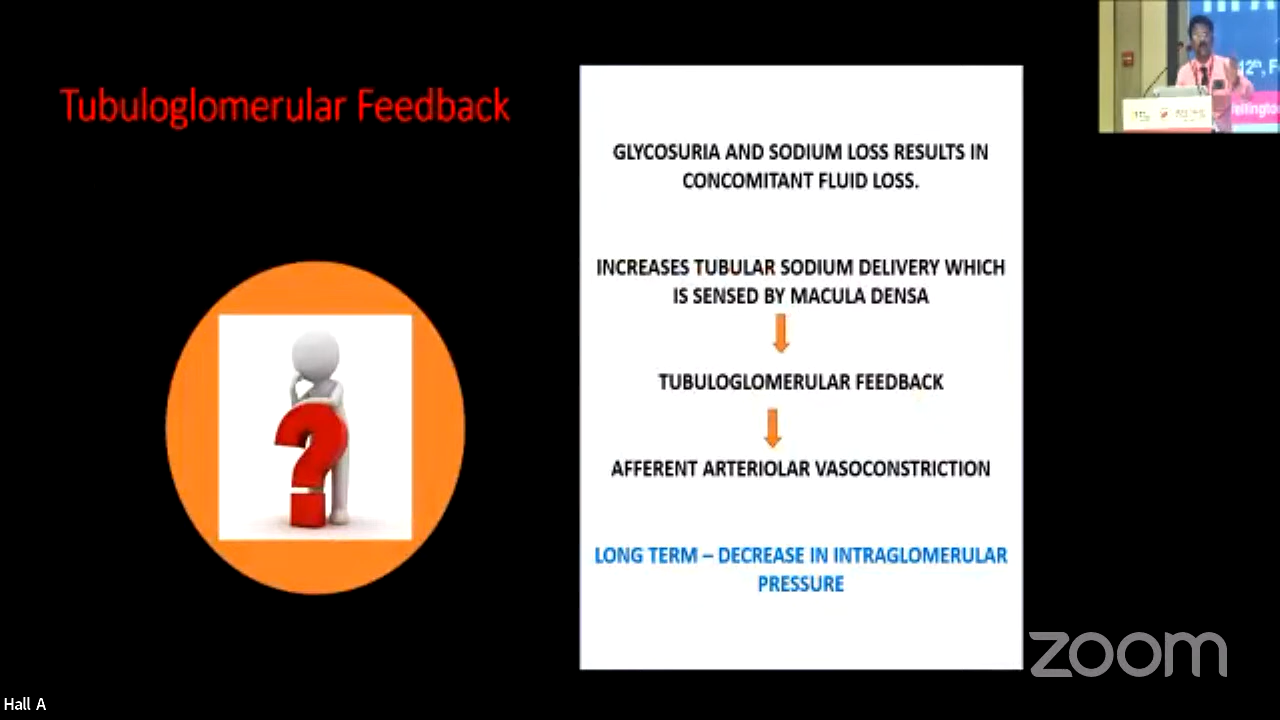 Tubuloglomerular Feedback
GLYCOSURIA AND SODIUM LOSS RESULTS IN
CONCOMITANT FLUID LOSS.
INCREASES TUBULAR SODIUM DELIVERY WHICH
IS SENSED BY MACULA DENSA
TUBULOGLOMERULAR FEEDBACK
AFFERENT ARTERIOLAR VASOCONSTRICTION
LONG TERM – DECREASE IN INTRAGLOMERULAR
PRESSURE
12th, F
zoom
Hall A